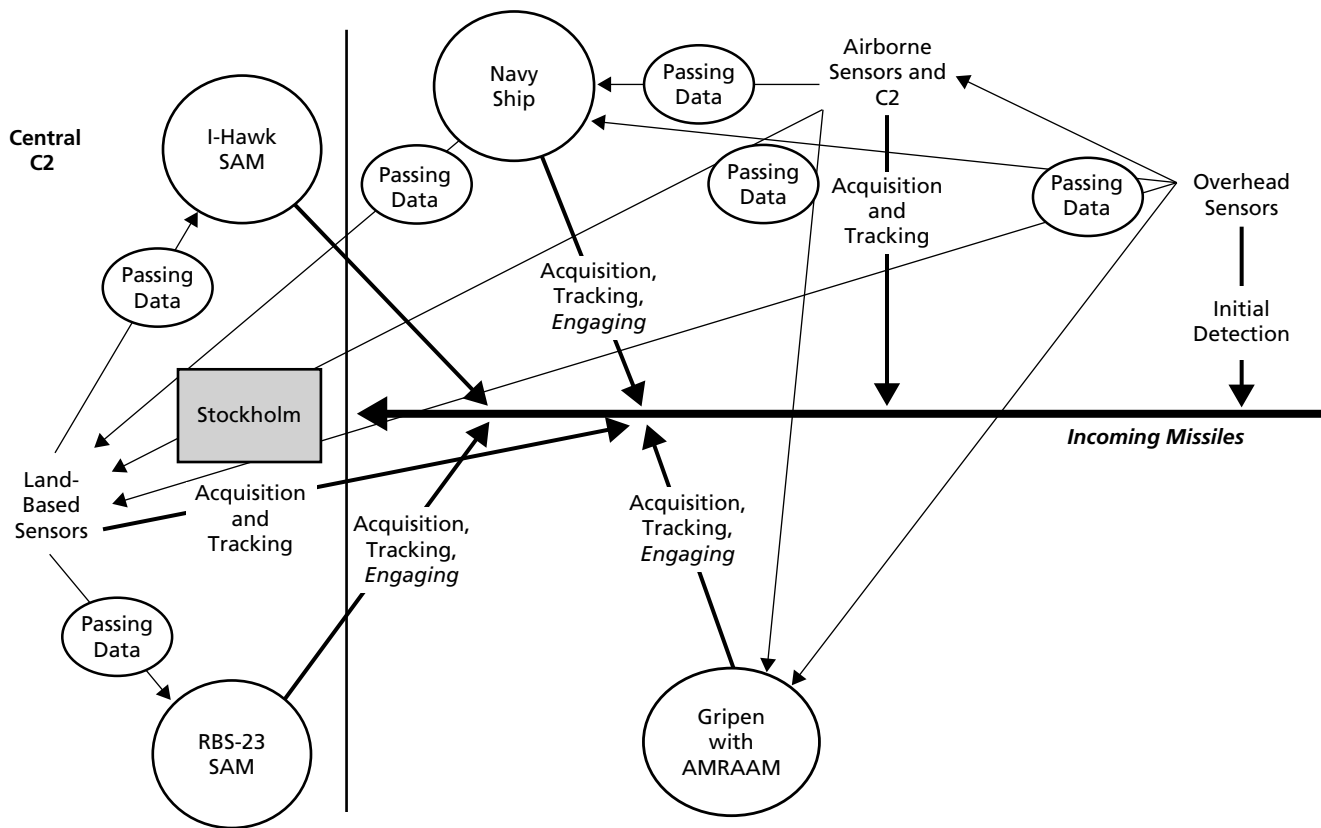 Central
C2
I-Hawk
SAM
Navy
Ship
Passing
Data
Airborne
Sensors and
C2
Passing
Data
Passing
Data
Acquisition
and
Tracking
Passing
Data
Overhead
Sensors
Passing
Data
Acquisition,
Tracking,
Engaging
Initial
Detection
Stockholm
Incoming Missiles
Land-
Based
Sensors
Acquisition
and
Tracking
Acquisition,
Tracking,
Engaging
Acquisition,
Tracking,
Engaging
Passing
Data
RBS-23
SAM
Gripen
with
AMRAAM